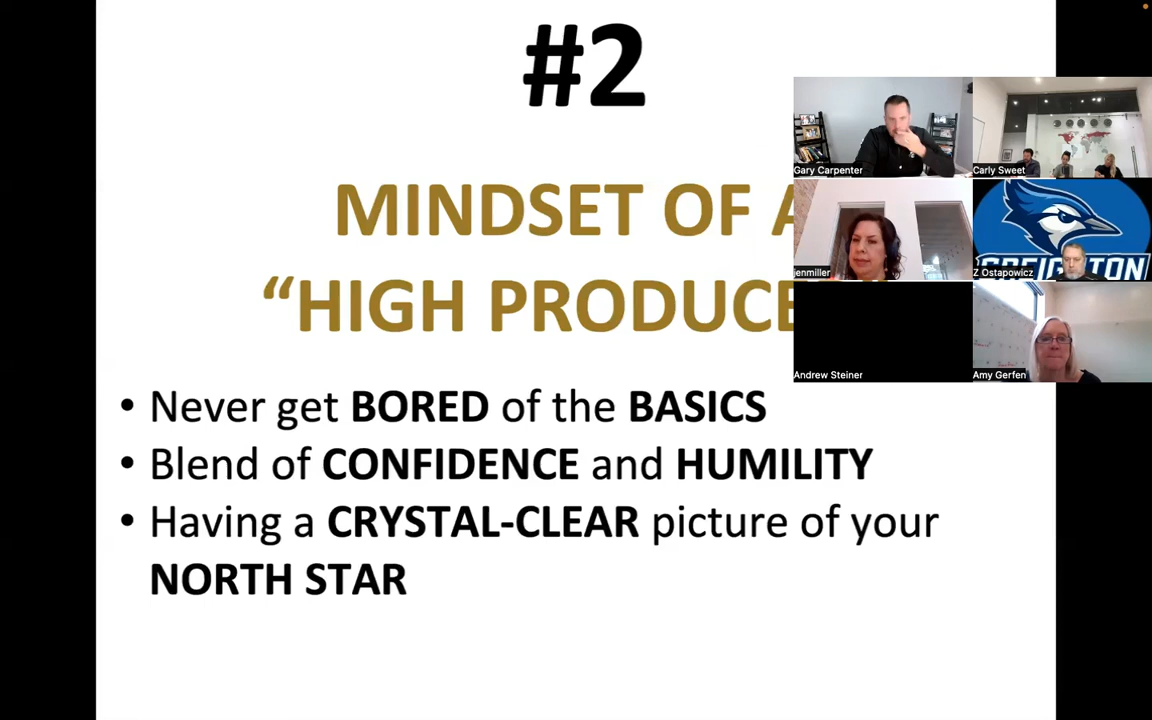 #2
MINDSET OF A
“HIGH
• Never get BORED of the BASICS
• Blend of CONFIDENCE and HUMILITY
• Having a CRYSTAL-CLEAR picture of your
NORTH STAR
Gary Carpenter
Carly Sweet
jenmiller
Z Ostapowicz
Andrew Steiner
Amy Gerfen